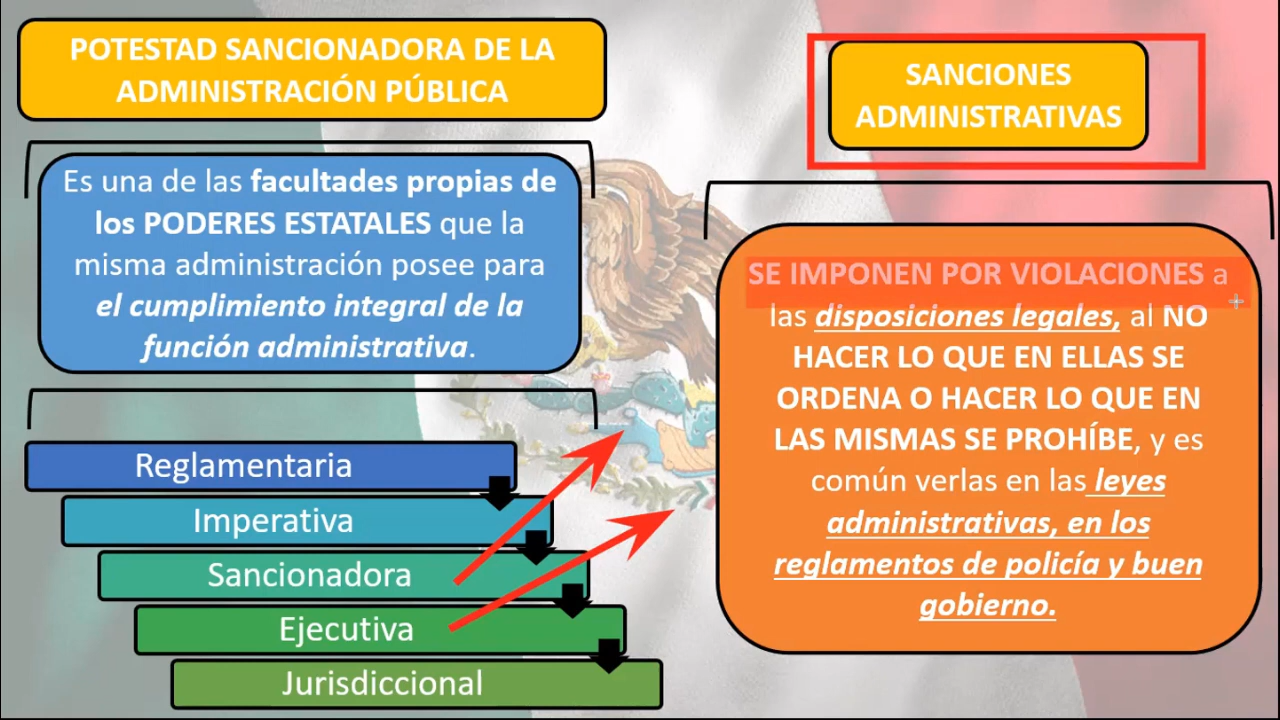 POTESTAD SANCIONADORA DE LA
ADMINISTRACIÓN PÚBLICA
Es una de las facultades propias de
los PODERES ESTATALES que la
misma administración posee para
el cumplimiento integral de la
función administrativa.
Reglamentaria
Imperativa
Sancionadora
Ejecutiva
Jurisdiccional
SANCIONES
ADMINISTRATIVAS
SE IMPONEN POR VIOLACIONES a
las disposiciones legales, al NO
HACER LO QUE EN ELLAS SE
ORDENA O HACER LO QUE EN
LAS MISMAS SE PROHÍBE, y es
común verlas en las leyes
administrativas, en los
reglamentos de policía y buen
gobierno.